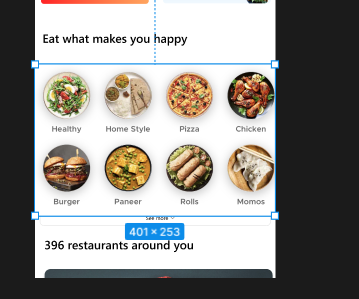 Eat what makes you happy
Healthy Home Style Pizza Chicken
Burger Paneer Rolls Momos
See more
401 × 253
396 restaurants around you